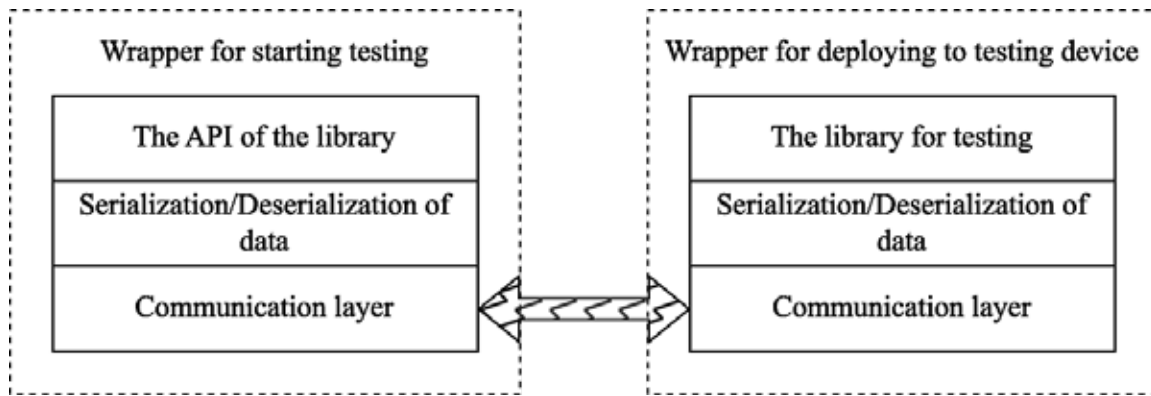 Wrapper for starting testing
The API of the library
Serialization/Deserialization of
data
Communication layer
Wrapper for deploying to testing device
The library for testing
Serialization/Deserialization of
data
Communication layer